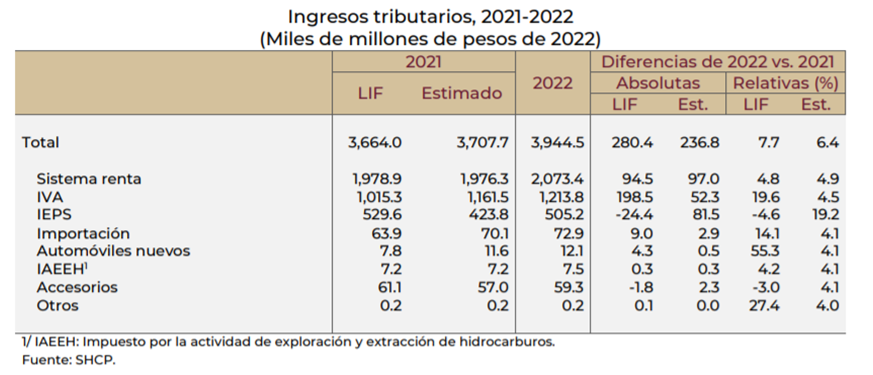 Ingresos tributarios, 2021-2022
(Miles de millones de pesos de 2022)
2021 2022 Diferencias de 2022 vs. 2021
LIF Estimado Absolutas Relativas (%)
LIF Est. LIF Est.
Total 3,664.0 3,707.7 3,944.5 280.4 236.8 7.7 6.4
Sistema renta 1,978.9 1,976.3 2,073.4 94.5 97.0 4.8 4.9
IVA 1,015.3 1,161.5 1,213.8 198.5 52.3 19.6 4.5
IEPS 529.6 423.8 505.2 -24.4 81.5 -4.6 19.2
Importación 63.9 70.1 72.9 9.0 2.9 14.1 4.1
Automóviles nuevos 7.8 11.6 12.1 4.3 0.5 55.3 4.1
IAEEH¹ 7.2 7.2 7.5 0.3 0.3 4.2 4.1
Accesorios 61.1 57.0 59.3 -1.8 2.3 -3.0 4.1
Otros 0.2 0.2 0.2 0.1 0.0 27.4 4.0
1/ IAEEH: Impuesto por la actividad de exploración y extracción de hidrocarburos.
Fuente: SHCP.